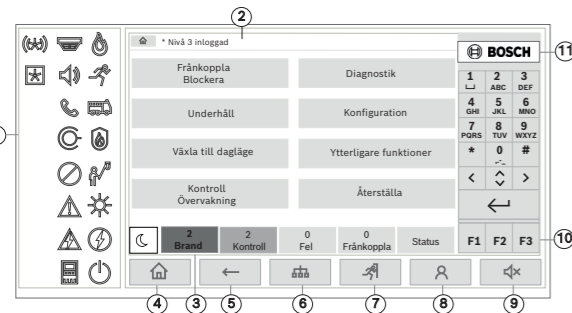 2
* Nivå 3 inloggad
BOSCH
11
Frånkoppla
Blockera
Diagnostik
Underhåll
Konfiguration
Växla till dagläge
Ytterligare funktioner
Kontroll
Övervakning
Återställa
1
2 ABC
3 DEF
4 GHI
5 JKL
6 MNO
7 PQRS
8 TUV
9 WXYZ
* 0 #
2 Brand
2 Kontroll
0 Fel
0 Frånkoppla
Status
F1 F2 F3
10
4
3
5
6
7
8
9